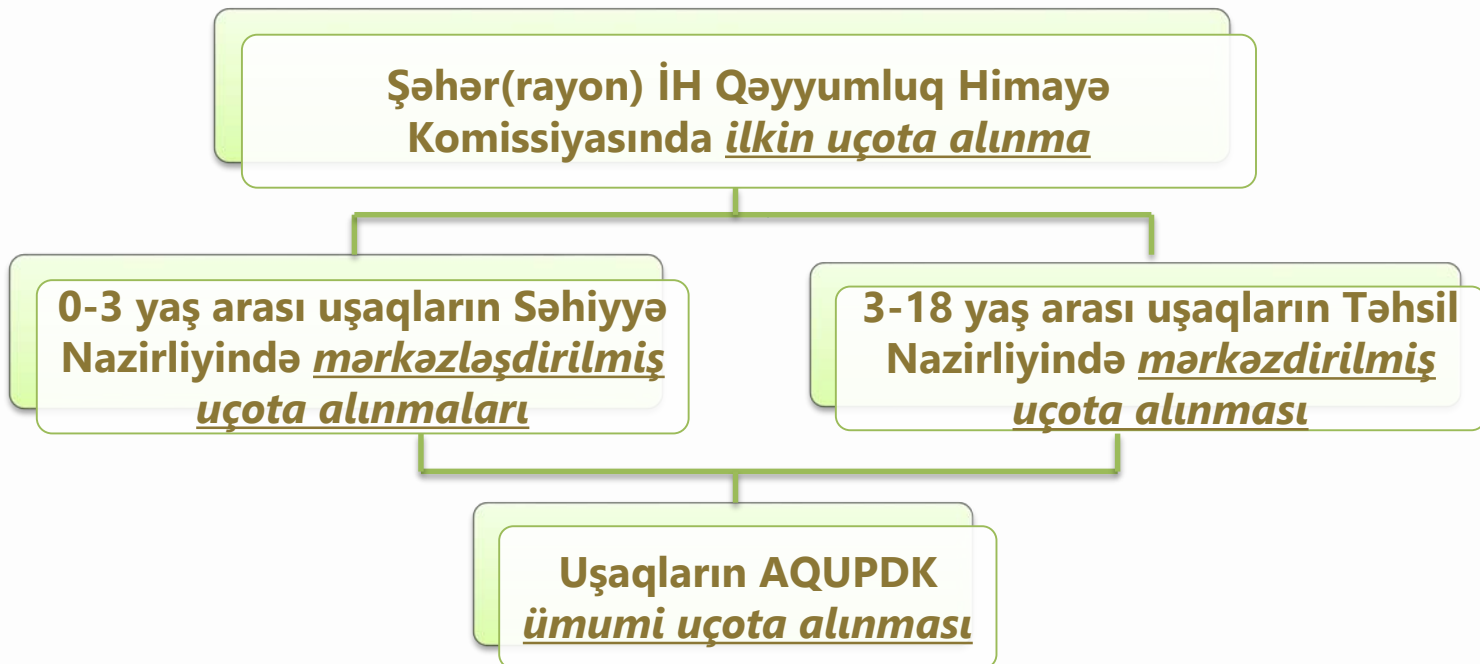 Şəhər(rayon) İH Qəyyumluq Himayə
Komissiyasında ilkin uçota alınma
0-3 yaş arası uşaqların Səhiyyə
Nazirliyində mərkəzləşdirilmiş
uçota alınmaları
3-18 yaş arası uşaqların Təhsil
Nazirliyində mərkəzdirilmiş
uçota alınması
Uşaqların AQUPDK
ümumi uçota alınması